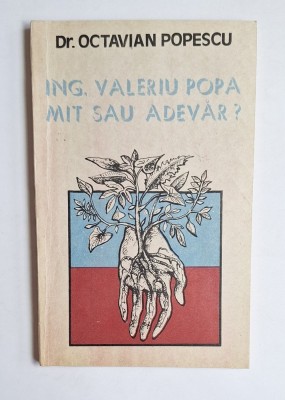 Dr. OCTAVIAN POPESCU
ING. VALERIU POPA
MIT SAU ADEVĂR?